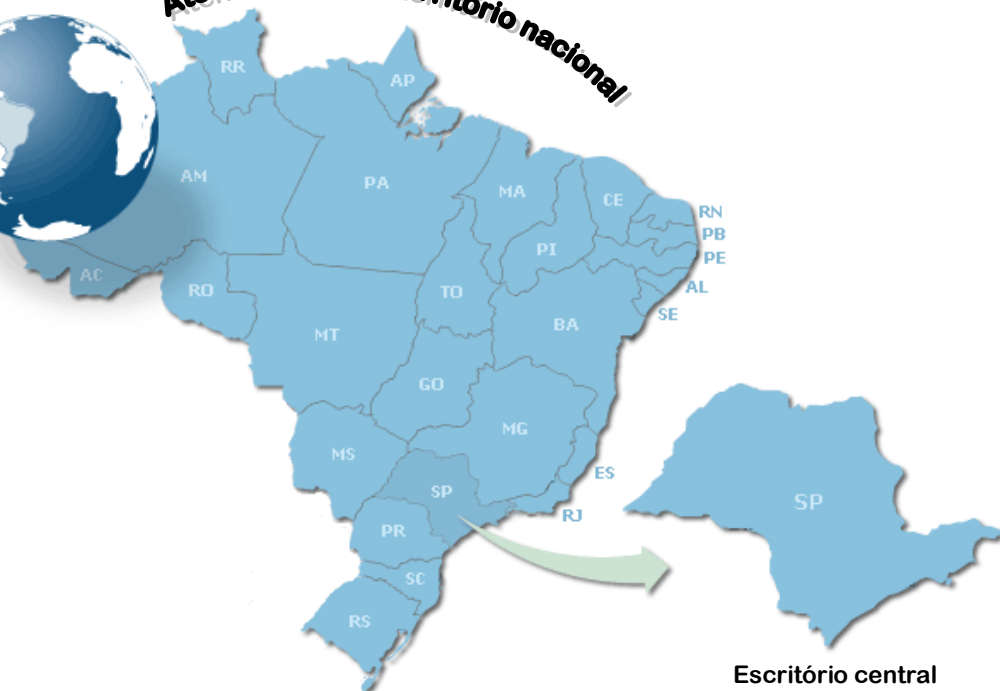 nacional
RR
AP
AM
PA
MA
CE
RN
PB
PE
AL
SE
PI
AC
RO
TO
MT
BA
GO
MG
MS
ES
SP
RJ
PR
SC
RS
SP
Escritório central